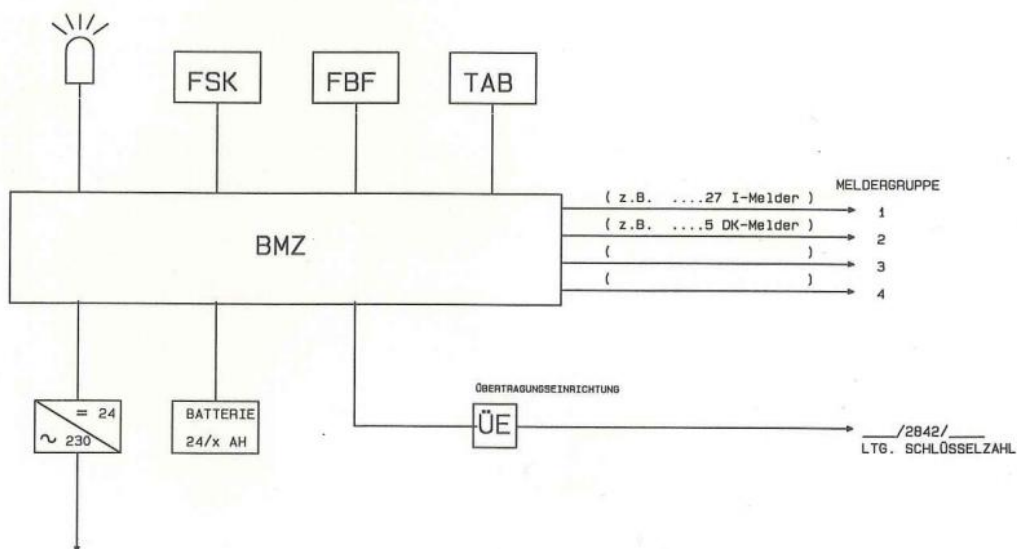 FSK
FBF
TAB
MELDERGRUPPE
( z.B. ....27 I-Melder ) 1
( z.B. ....5 DK-Melder ) 2
( ) 3
( ) 4
BMZ
= 24
~ 230
BATTERIE
24/x AH
ÜBERTRAGUNGSEINRICHTUNG
ÜE
____/2842/____
LTG. SCHLÜSSELZAHL